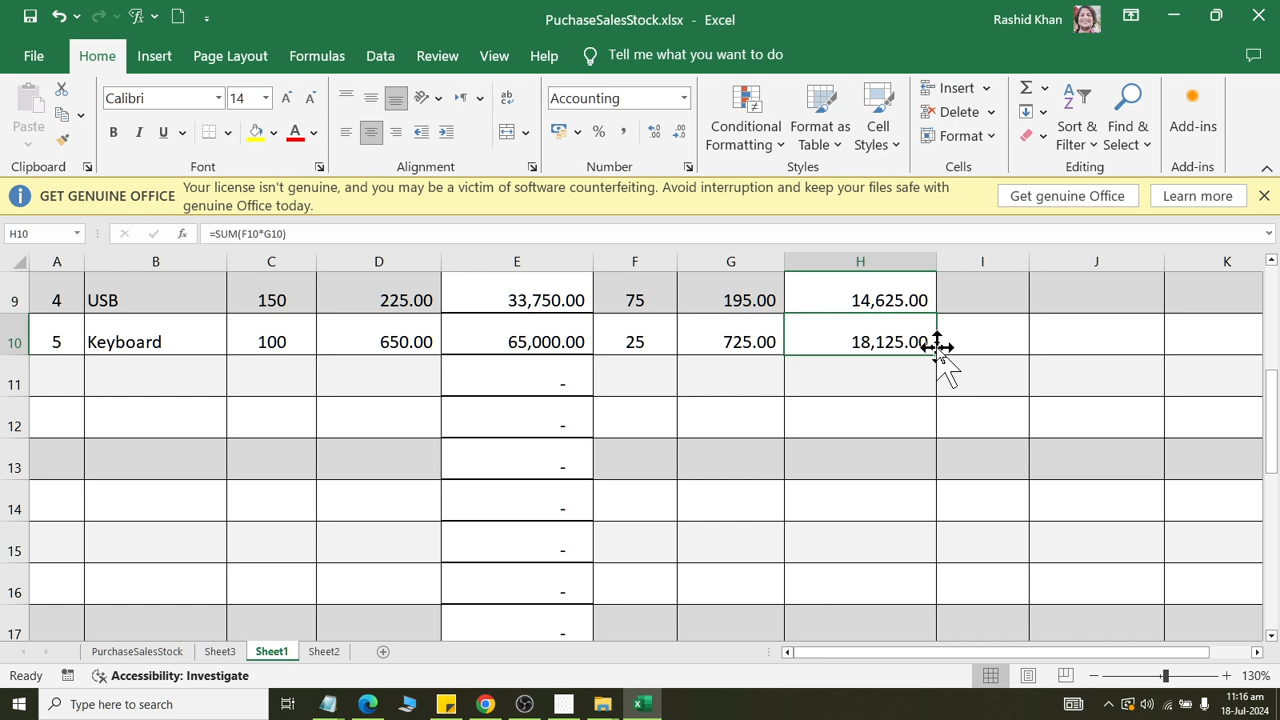 PuchaseSalesStock.xlsx - Excel
Rashid Khan
File Home Insert Page Layout Formulas Data Review View Help Tell me what you want to do
Paste
Calibri 14
B I U A
ab
Accounting
% ,
Conditional Formatting
Format as Table
Cell Styles
Insert
Delete
Format
Sort & Filter
Find & Select
Add-ins
Clipboard Font Alignment Number Styles Cells Editing Add-ins
GET GENUINE OFFICE Your license isn't genuine, and you may be a victim of software counterfeiting. Avoid interruption and keep your files safe with
genuine Office today.
Get genuine Office Learn more
H10 fx =SUM(F10*G10)
A B C D E F G H I J K
9 4 USB 150 225.00 33,750.00 75 195.00 14,625.00
10 5 Keyboard 100 650.00 65,000.00 25 725.00 18,125.00
11 -
12 -
13 -
14 -
15 -
16 -
17 -
PurchaseSalesStock Sheet3 Sheet1 Sheet2
Ready Accessibility: Investigate 130%
Type here to search
11:16 am
18-Jul-2024